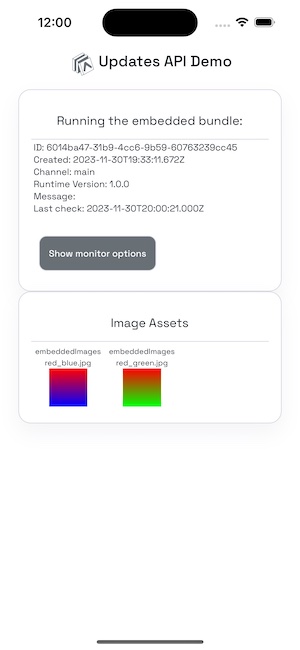 12:00
Updates API Demo
Running the embedded bundle:
ID: 6014ba47-31b9-4cc6-9b59-60763239cc45
Created: 2023-11-30T19:33:11.672Z
Channel: main
Runtime Version: 1.0.0
Message:
Last check: 2023-11-30T20:00:21.000Z
Show monitor options
Image Assets
embeddedImages embeddedImages
red_blue.jpg red_green.jpg